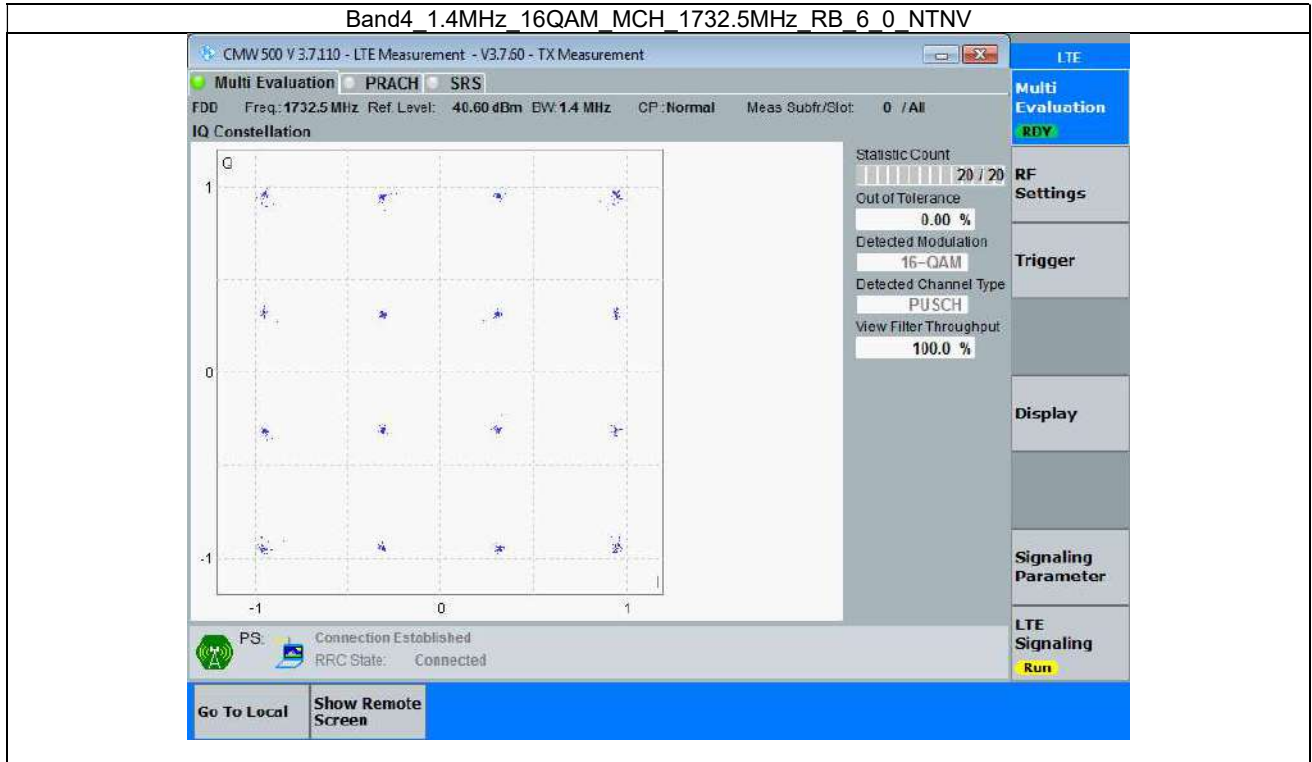 Band4_1.4MHz_16QAM_MCH_1732.5MHz_RB_6_0_NTNV
CMW 500 V 3.7.110 - LTE Measurement - V3.7.60 - TX Measurement
LTE
Multi Evaluation PRACH SRS
FDD Freq.: 1732.5 MHz Ref. Level: 40.60 dBm BW: 1.4 MHz CP : Normal Meas Subfr/Slot: 0 / All
IQ Constellation
Q
1
0
-1
I
-1 0 1
Statistic Count
20 / 20
Out of Tolerance
0.00 %
Detected Modulation
16-QAM
Detected Channel Type
PUSCH
View Filter Throughput
100.0 %
Multi
Evaluation
RDY
RF
Settings
Trigger
Display
Signaling
Parameter
LTE
Signaling
Run
PS: Connection Established
RRC State: Connected
Go To Local
Show Remote
Screen